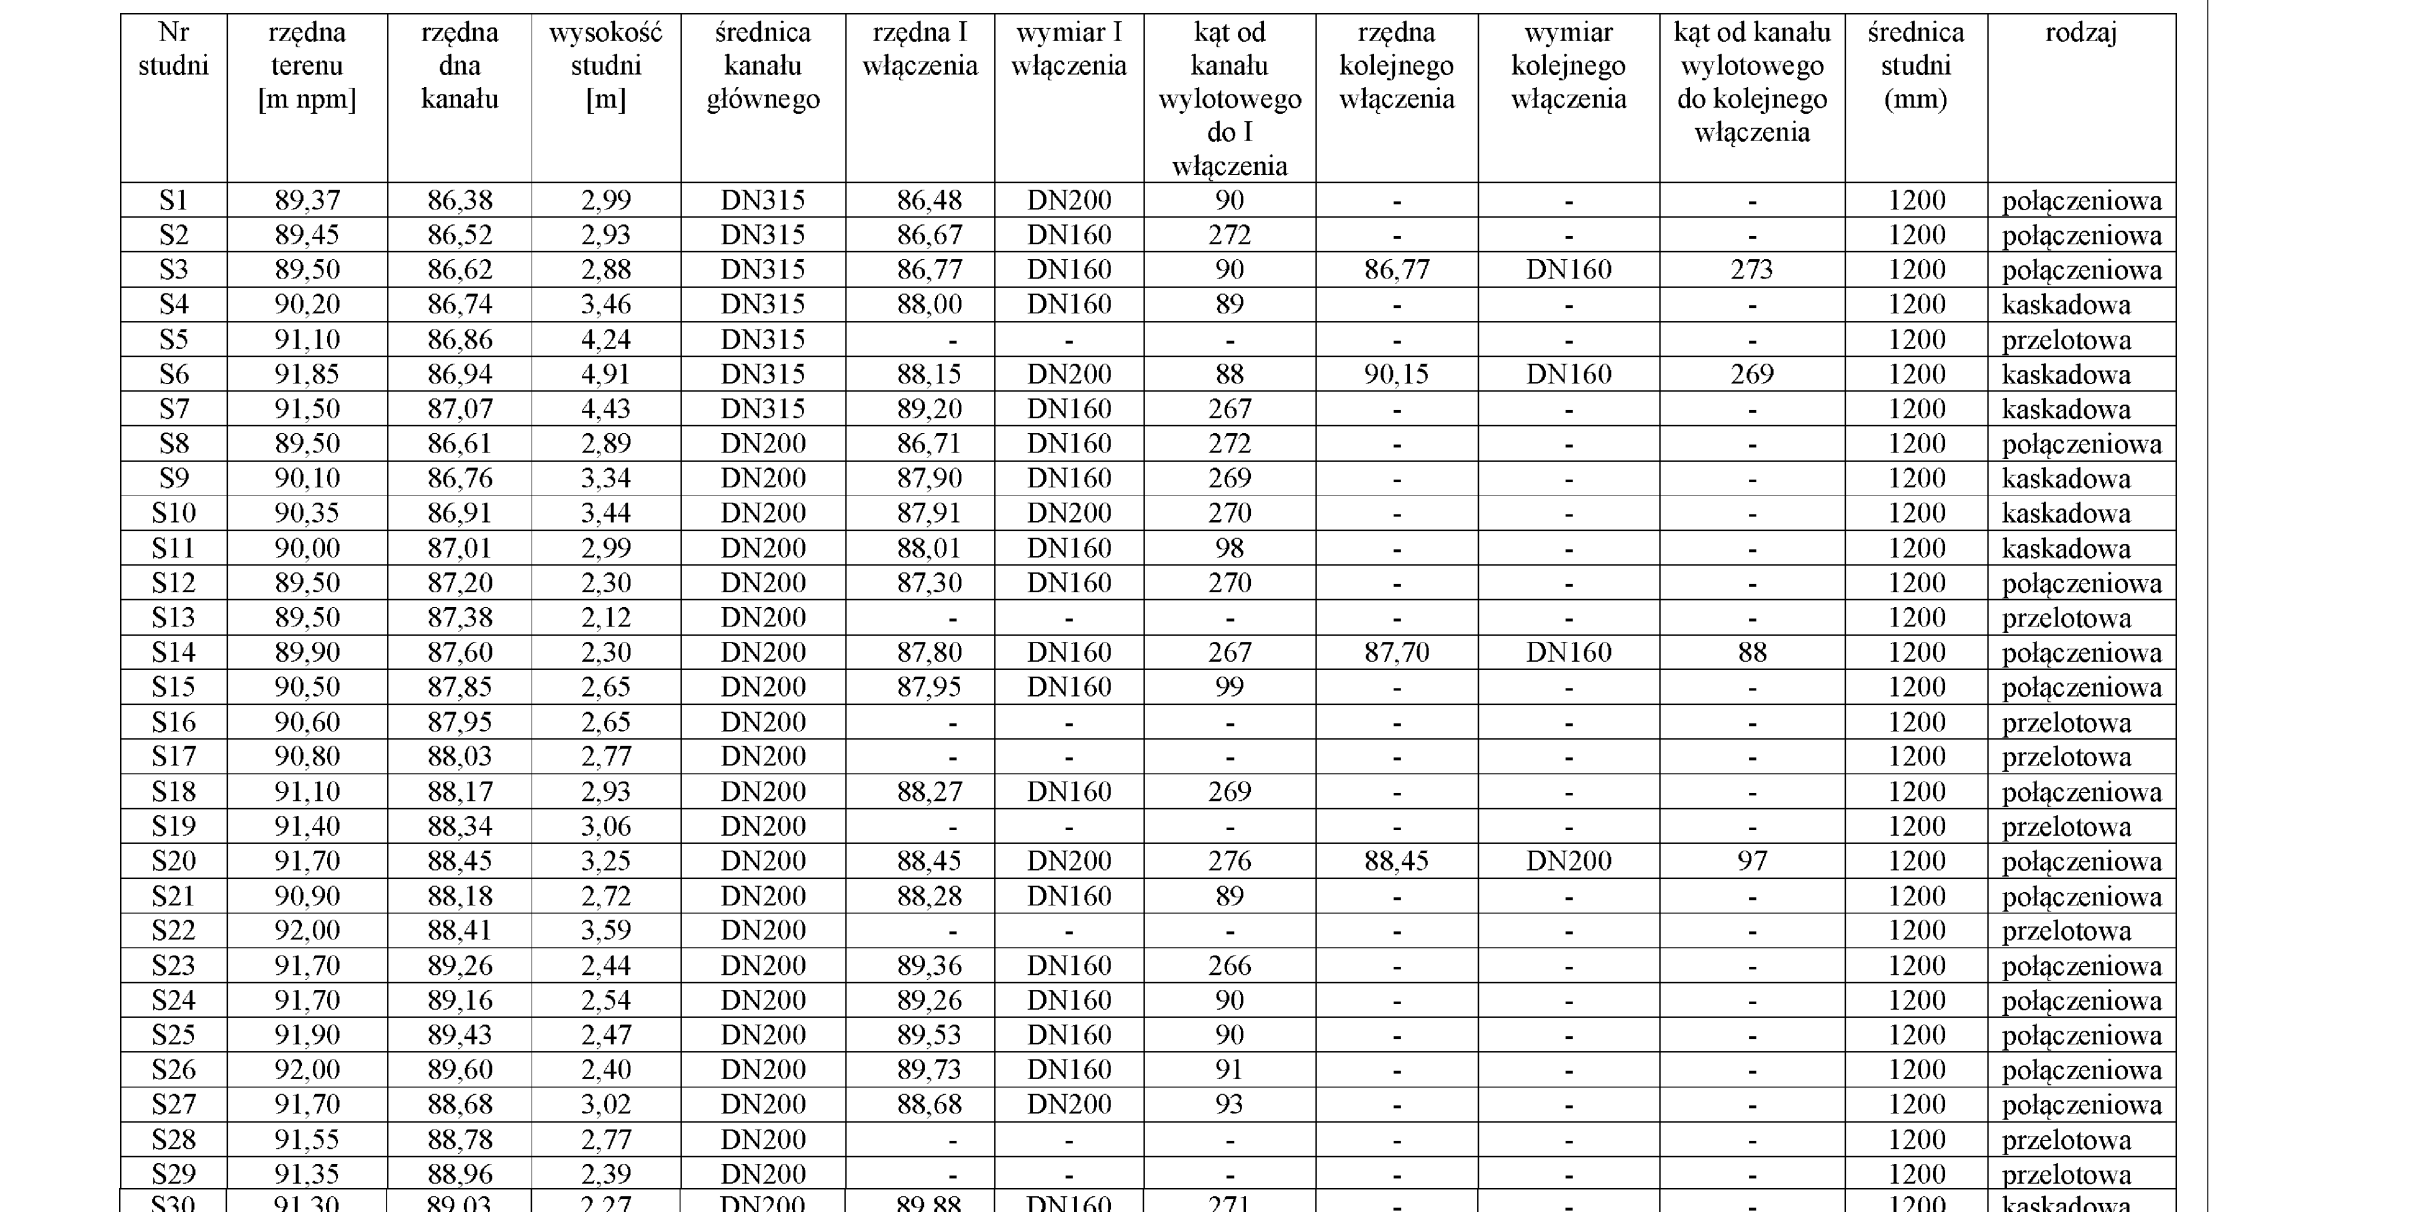 Nr studni | rzędna terenu [m npm] | rzędna dna kanału | wysokość studni [m] | średnica kanału głównego | rzędna I włączenia | wymiar I włączenia | kąt od kanału wylotowego do I włączenia | rzędna kolejnego włączenia | wymiar kolejnego włączenia | kąt od kanału wylotowego do kolejnego włączenia | średnica studni (mm) | rodzaj
S1 89,37 86,38 2,99 DN315 86,48 DN200 90 - - - 1200 połączeniowa
S2 89,45 86,52 2,93 DN315 86,67 DN160 272 - - - 1200 połączeniowa
S3 89,50 86,62 2,88 DN315 86,77 DN160 90 86,77 DN160 273 1200 połączeniowa
S4 90,20 86,74 3,46 DN315 88,00 DN160 89 - - - 1200 kaskadowa
S5 91,10 86,86 4,24 DN315 - - - - - - 1200 przelotowa
S6 91,85 86,94 4,91 DN315 88,15 DN200 88 90,15 DN160 269 1200 kaskadowa
S7 91,50 87,07 4,43 DN315 89,20 DN160 267 - - - 1200 kaskadowa
S8 89,50 86,61 2,89 DN200 86,71 DN160 272 - - - 1200 połączeniowa
S9 90,10 86,76 3,34 DN200 87,90 DN160 269 - - - 1200 kaskadowa
S10 90,35 86,91 3,44 DN200 87,91 DN200 270 - - - 1200 kaskadowa
S11 90,00 87,01 2,99 DN200 88,01 DN160 98 - - - 1200 kaskadowa
S12 89,50 87,20 2,30 DN200 87,30 DN160 270 - - - 1200 połączeniowa
S13 89,50 87,38 2,12 DN200 - - - - - - 1200 przelotowa
S14 89,90 87,60 2,30 DN200 87,80 DN160 267 87,70 DN160 88 1200 połączeniowa
S15 90,50 87,85 2,65 DN200 87,95 DN160 99 - - - 1200 połączeniowa
S16 90,60 87,95 2,65 DN200 - - - - - - 1200 przelotowa
S17 90,80 88,03 2,77 DN200 - - - - - - 1200 przelotowa
S18 91,10 88,17 2,93 DN200 88,27 DN160 269 - - - 1200 połączeniowa
S19 91,40 88,34 3,06 DN200 - - - - - - 1200 przelotowa
S20 91,70 88,45 3,25 DN200 88,45 DN200 276 88,45 DN200 97 1200 połączeniowa
S21 90,90 88,18 2,72 DN200 88,28 DN160 89 - - - 1200 połączeniowa
S22 92,00 88,41 3,59 DN200 - - - - - - 1200 przelotowa
S23 91,70 89,26 2,44 DN200 89,36 DN160 266 - - - 1200 połączeniowa
S24 91,70 89,16 2,54 DN200 89,26 DN160 90 - - - 1200 połączeniowa
S25 91,90 89,43 2,47 DN200 89,53 DN160 90 - - - 1200 połączeniowa
S26 92,00 89,60 2,40 DN200 89,73 DN160 91 - - - 1200 połączeniowa
S27 91,70 88,68 3,02 DN200 88,68 DN200 93 - - - 1200 połączeniowa
S28 91,55 88,78 2,77 DN200 - - - - - - 1200 przelotowa
S29 91,35 88,96 2,39 DN200 - - - - - - 1200 przelotowa
S30 91,30 89,03 2,27 DN200 89,88 DN160 271 - - - 1200 kaskadowa